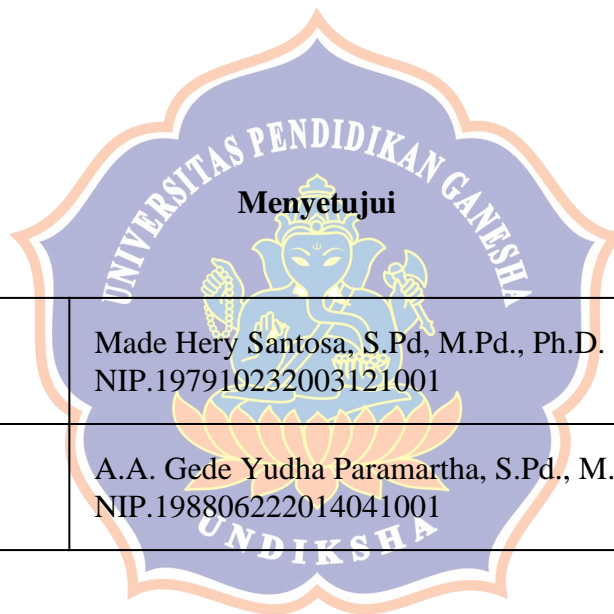 UNIVERSITAS PENDIDIKAN GANESHA
Menyetujui
Made Hery Santosa, S.Pd, M.Pd., Ph.D.
NIP.197910232003121001
A.A. Gede Yudha Paramartha, S.Pd., M.
NIP.198806222014041001
UNDIKSHA